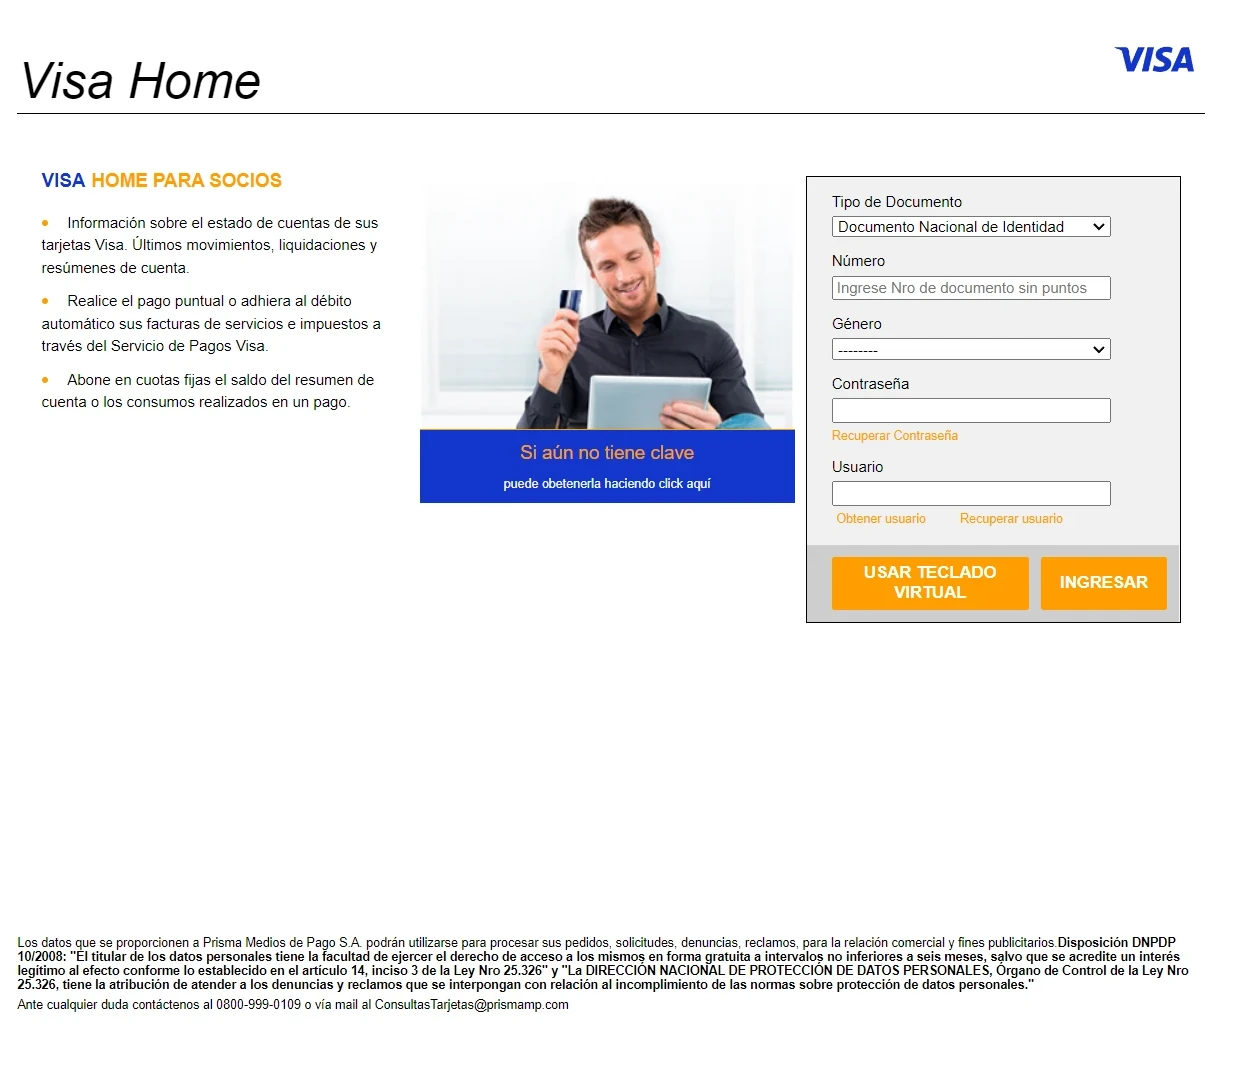 Visa Home
VISA
VISA HOME PARA SOCIOS
Información sobre el estado de cuentas de sus
tarjetas Visa. Últimos movimientos, liquidaciones y
resúmenes de cuenta.
Realice el pago puntual o adhiera al débito
automático sus facturas de servicios e impuestos a
través del Servicio de Pagos Visa.
Abone en cuotas fijas el saldo del resumen de
cuenta o los consumos realizados en un pago.
Si aún no tiene clave
puede obetenerla haciendo click aquí
Tipo de Documento
Documento Nacional de Identidad
Número
Ingrese Nro de documento sin puntos
Género
--------
Contraseña
Recuperar Contraseña
Usuario
Obtener usuario Recuperar usuario
USAR TECLADO
VIRTUAL
INGRESAR
Los datos que se proporcionen a Prisma Medios de Pago S.A. podrán utilizarse para procesar sus pedidos, solicitudes, denuncias, reclamos, para la relación comercial y fines publicitarios.Disposición DNPDP
10/2008: "El titular de los datos personales tiene la facultad de ejercer el derecho de acceso a los mismos en forma gratuita a intervalos no inferiores a seis meses, salvo que se acredite un interés
legítimo al efecto conforme lo establecido en el artículo 14, inciso 3 de la Ley Nro 25.326" y "La DIRECCIÓN NACIONAL DE PROTECCIÓN DE DATOS PERSONALES, Órgano de Control de la Ley Nro
25.326, tiene la atribución de atender a los denuncias y reclamos que se interpongan con relación al incomplimiento de las normas sobre protección de datos personales."
Ante cualquier duda contáctenos al 0800-999-0109 o vía mail al ConsultasTarjetas@prismamp.com